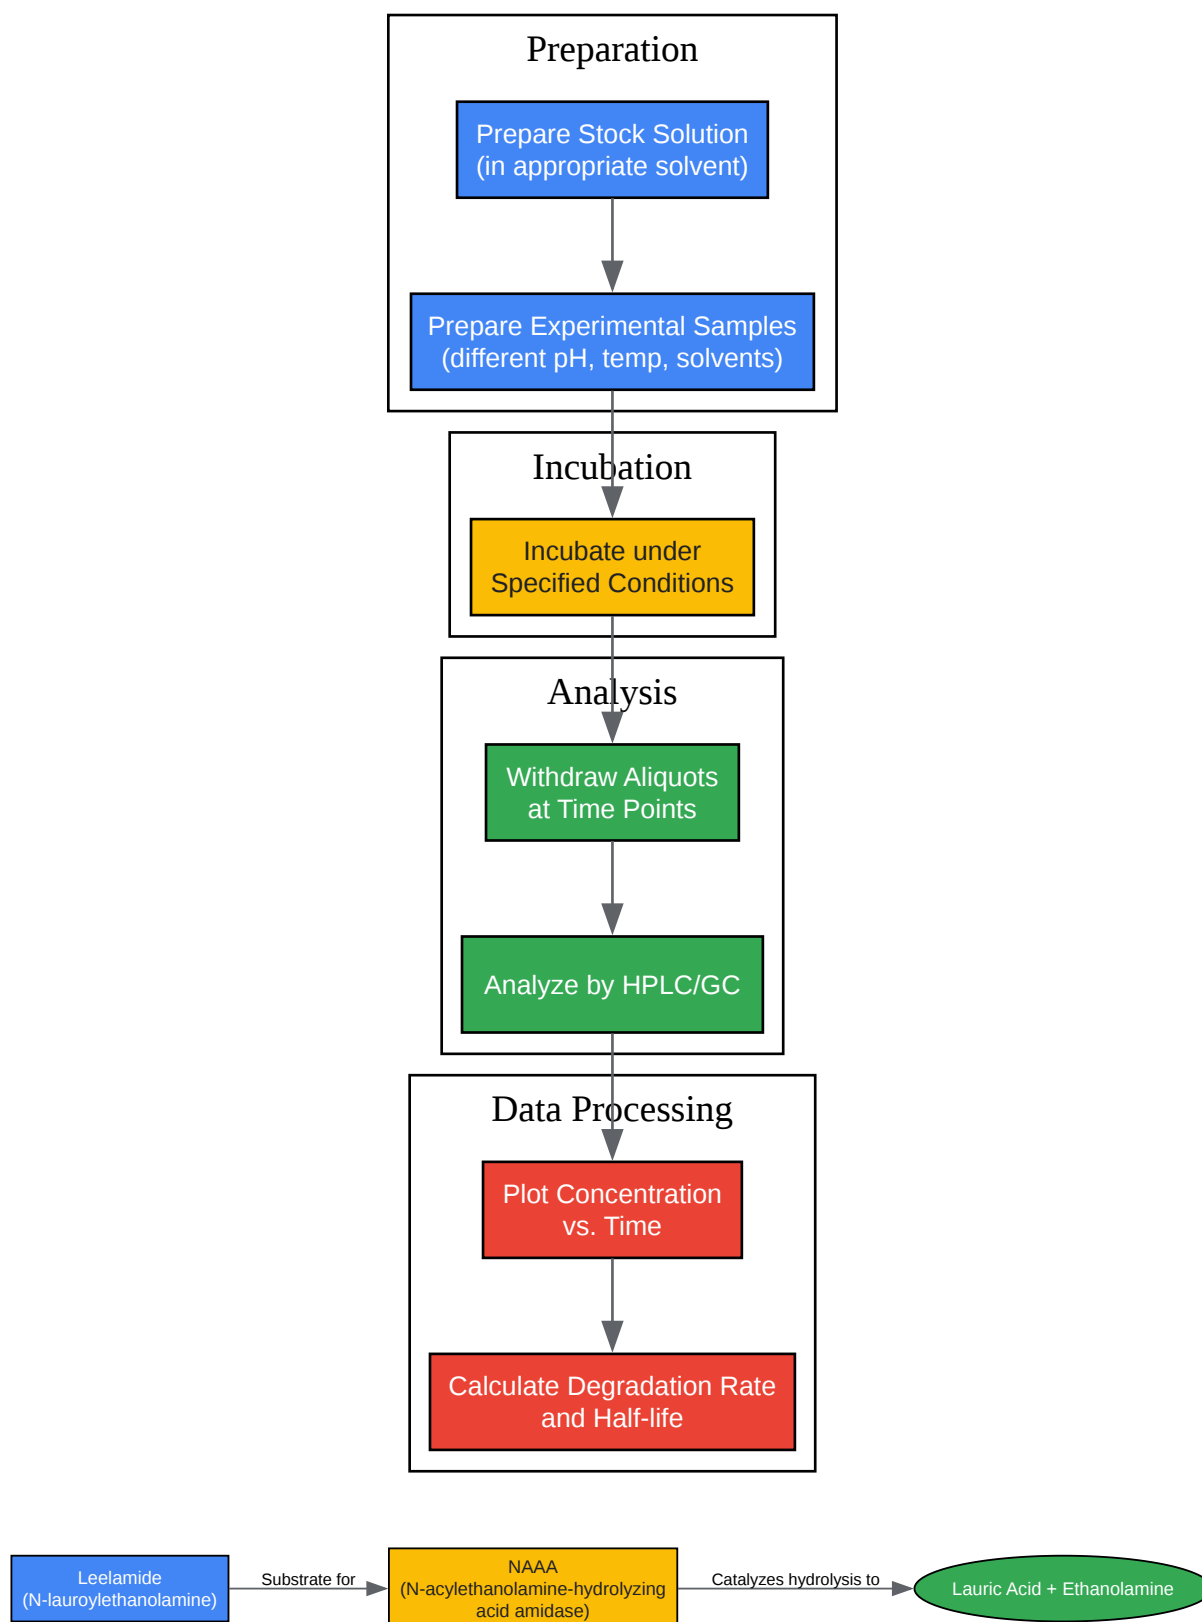 Preparation
Prepare Stock Solution
(in appropriate solvent)
Prepare Experimental Samples
(different pH, temp, solvents)
Incubation
Incubate under
Specified Conditions
Analysis
Withdraw Aliquots
at Time Points
Analyze by HPLC/GC
Data Processing
Plot Concentration
vs. Time
Calculate Degradation Rate
and Half-life
Leelamide
(N-lauroylethanolamine)
Substrate for
NAAA
(N-acylethanolamine-hydrolyzing
acid amidase)
Catalyzes hydrolysis to
Lauric Acid + Ethanolamine